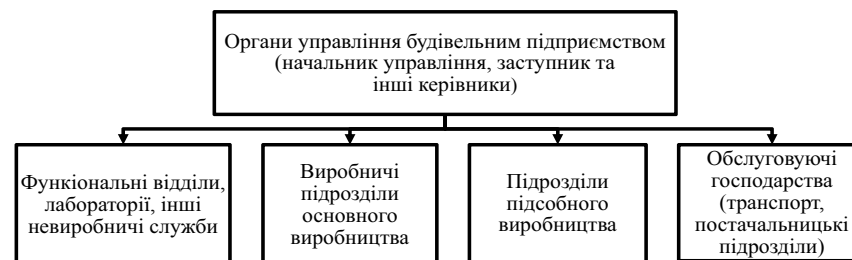 Органи управління будівельним підприємством
(начальник управління, заступник та
інші керівники)
Функіональні відділи,
лабораторії, інші
невиробничі служби
Виробничі
підрозділи
основного
виробництва
Підрозділи
підсобного
виробництва
Обслуговуючі
господарства
(транспорт,
постачальницькі
підрозділи)